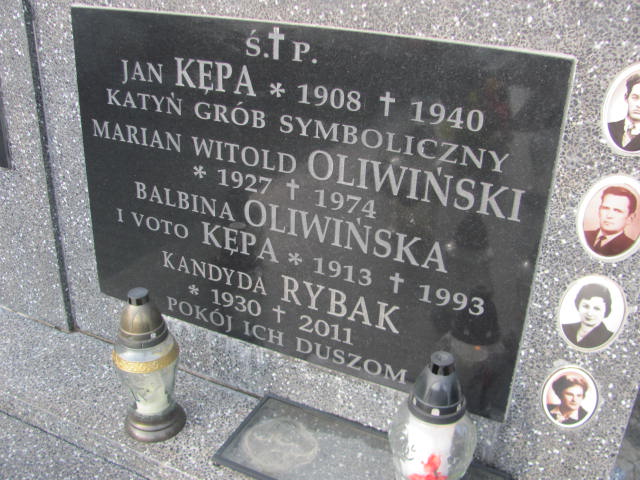 Ś.†P.
JAN KĘPA * 1908 † 1940
KATYŃ GRÓB SYMBOLICZNY
MARIAN WITOLD OLIWIŃSKI
* 1927 † 1974
BALBINA OLIWIŃSKA
I VOTO KĘPA * 1913 † 1993
KANDYDA RYBAK
* 1930 † 2011
POKÓJ ICH DUSZOM